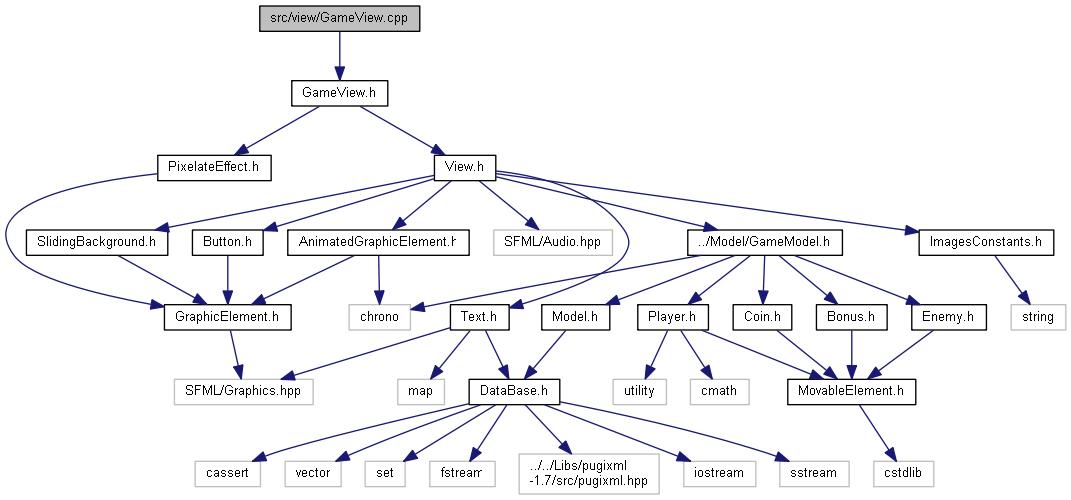 src/view/GameView.cpp
GameView.h
PixelateEffect.h
View.h
SlidingBackground.h
Button.h
AnimatedGraphicElement.h
SFML/Audio.hpp
../Model/GameModel.h
ImagesConstants.h
GraphicElement.h
chrono
Text.h
Model.h
Player.h
Coin.h
Bonus.h
Enemy.h
string
SFML/Graphics.hpp
map
DataBase.h
utility
cmath
MovableElement.h
cassert
vector
set
fstream
../../Libs/pugixml
-1.7/src/pugixml.hpp
iostream
sstream
cstdlib